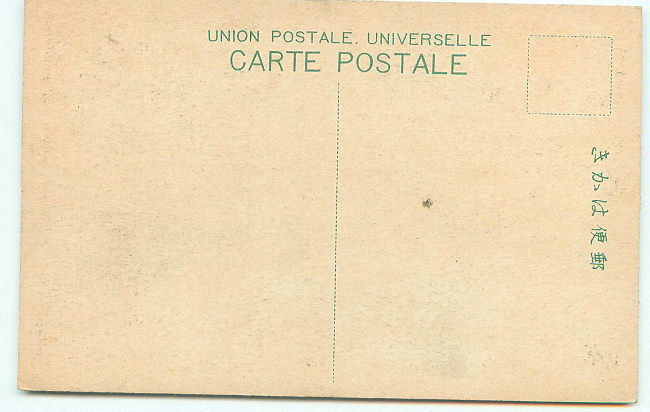 UNION POSTALE. UNIVERSELLE
CARTE POSTALE
郵便はかき